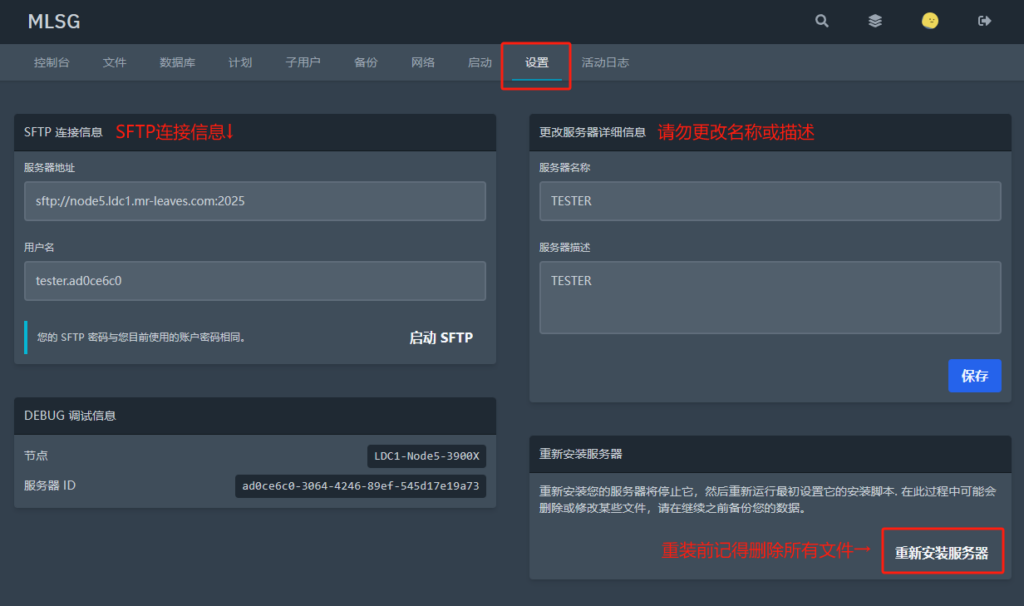 MLSG
控制台 文件 数据库 计划 子用户 备份 网络 启动 设置 活动日志
SFTP 连接信息 SFTP连接信息↓
服务器地址
sftp://node5.ldc1.mr-leaves.com:2025
用户名
tester.ad0ce6c0
您的 SFTP 密码与您目前使用的账户密码相同。
启动 SFTP
DEBUG 调试信息
节点 LDC1-Node5-3900X
服务器 ID ad0ce6c0-3064-4246-89ef-545d17e19a73
更改服务器详细信息 请勿更改名称或描述
服务器名称
TESTER
服务器描述
TESTER
保存
重新安装服务器
重新安装您的服务器将停止它，然后重新运行最初设置它的安装脚本. 在此过程中可能会
删除或修改某些文件，请在继续之前备份您的数据。
重装前记得删除所有文件→ 重新安装服务器